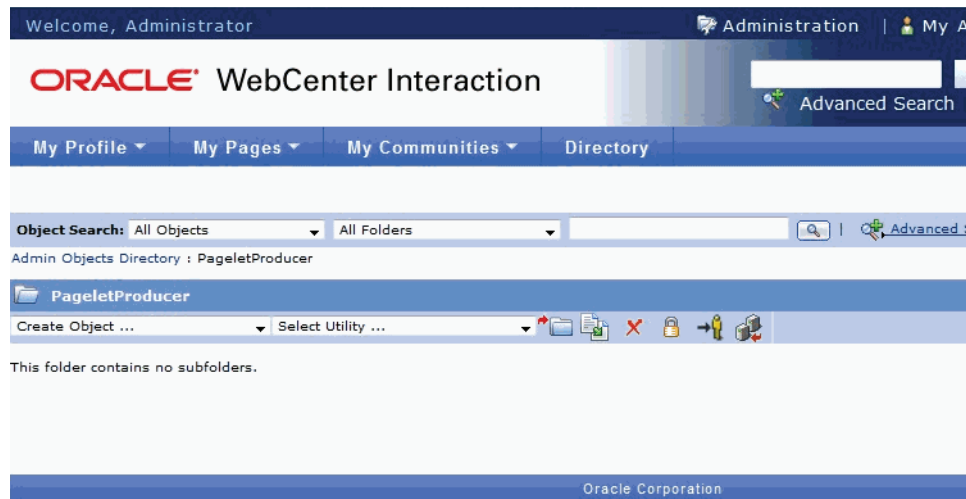 Welcome, Administrator Administration | My A
ORACLE WebCenter Interaction
Advanced Search
My Profile My Pages My Communities Directory
Object Search: All Objects All Folders | Advanced
Admin Objects Directory : PageletProducer
PageletProducer
Create Object ... Select Utility ...
This folder contains no subfolders.
Oracle Corporation